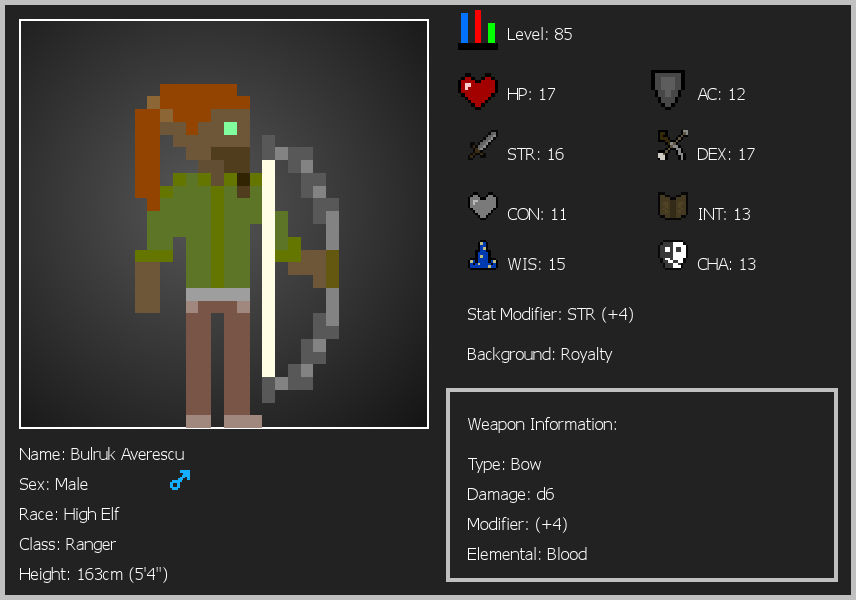 Level: 85
HP: 17
AC: 12
STR: 16
DEX: 17
CON: 11
INT: 13
WIS: 15
CHA: 13
Stat Modifier: STR (+4)
Background: Royalty
Weapon Information:
Type: Bow
Damage: d6
Modifier: (+4)
Elemental: Blood
Name: Bulruk Averescu
Sex: Male
Race: High Elf
Class: Ranger
Height: 163cm (5'4")